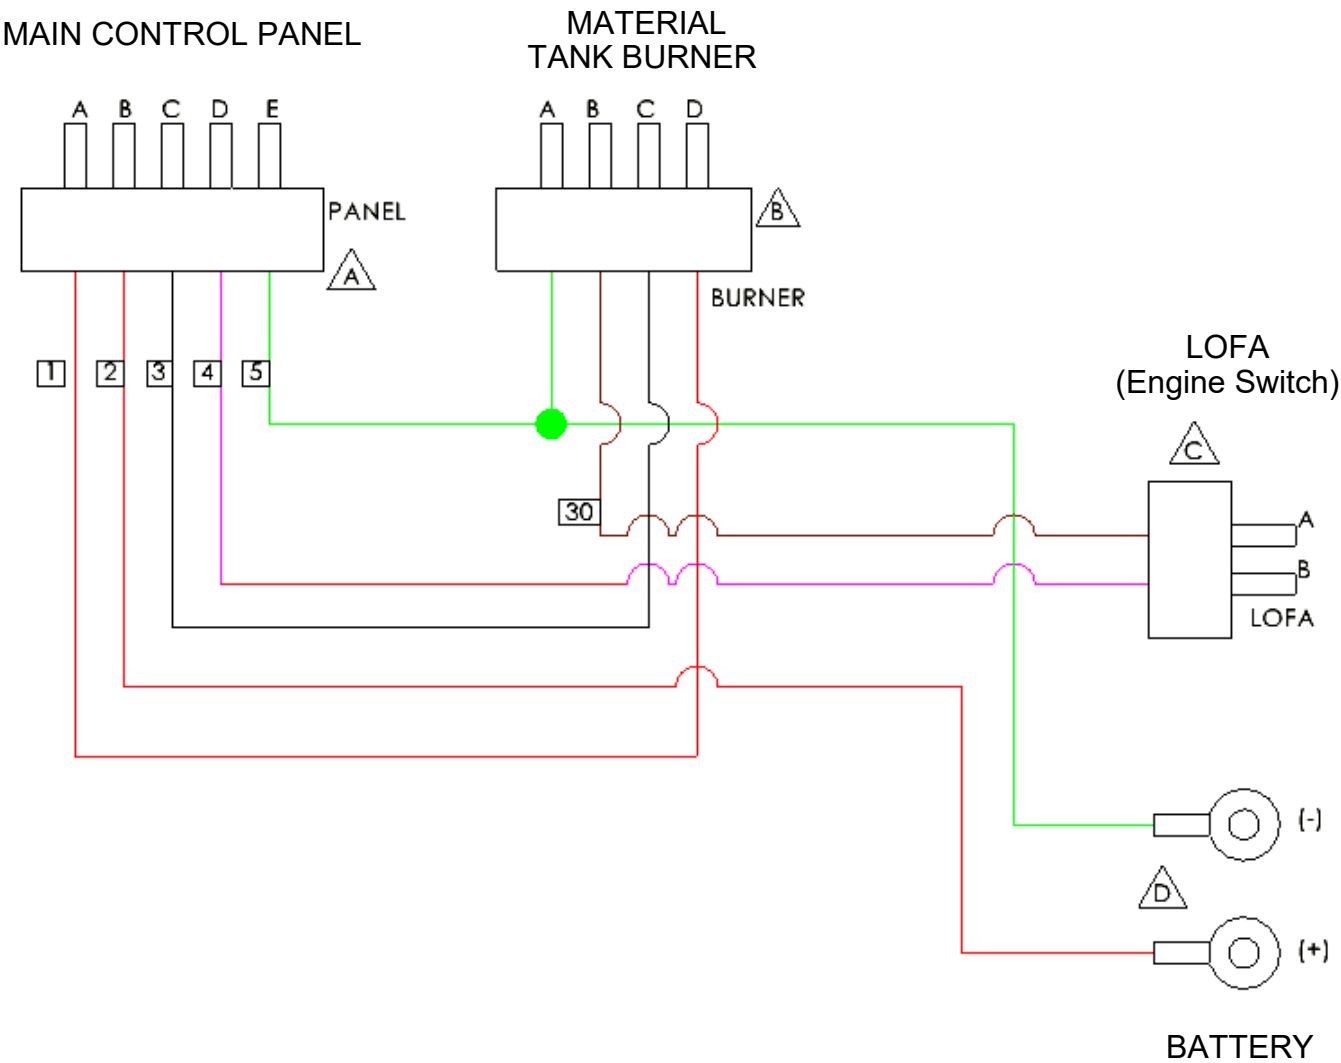 MAIN CONTROL PANEL
MATERIAL
TANK BURNER
A B C D E
A B C D
PANEL
A
B
BURNER
1 2 3 4 5
LOFA
(Engine Switch)
C
30
A
B
LOFA
(-)
D
(+)
BATTERY